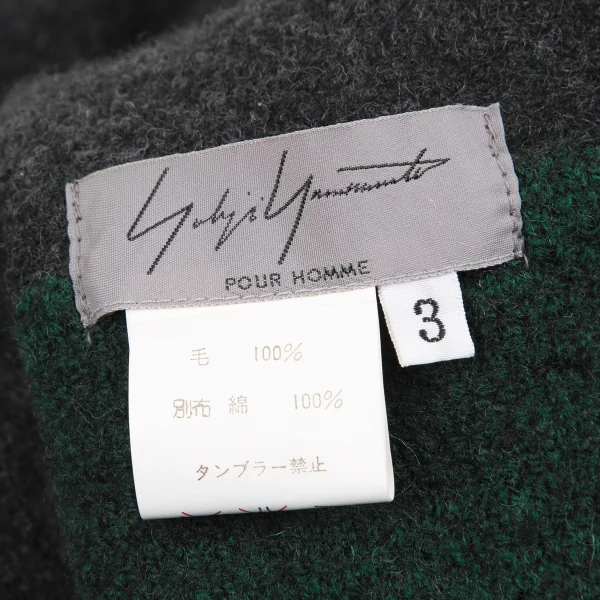 Yohji Yamamoto
POUR HOMME
3
毛 100%
別布 綿 100%
タンブラー禁止